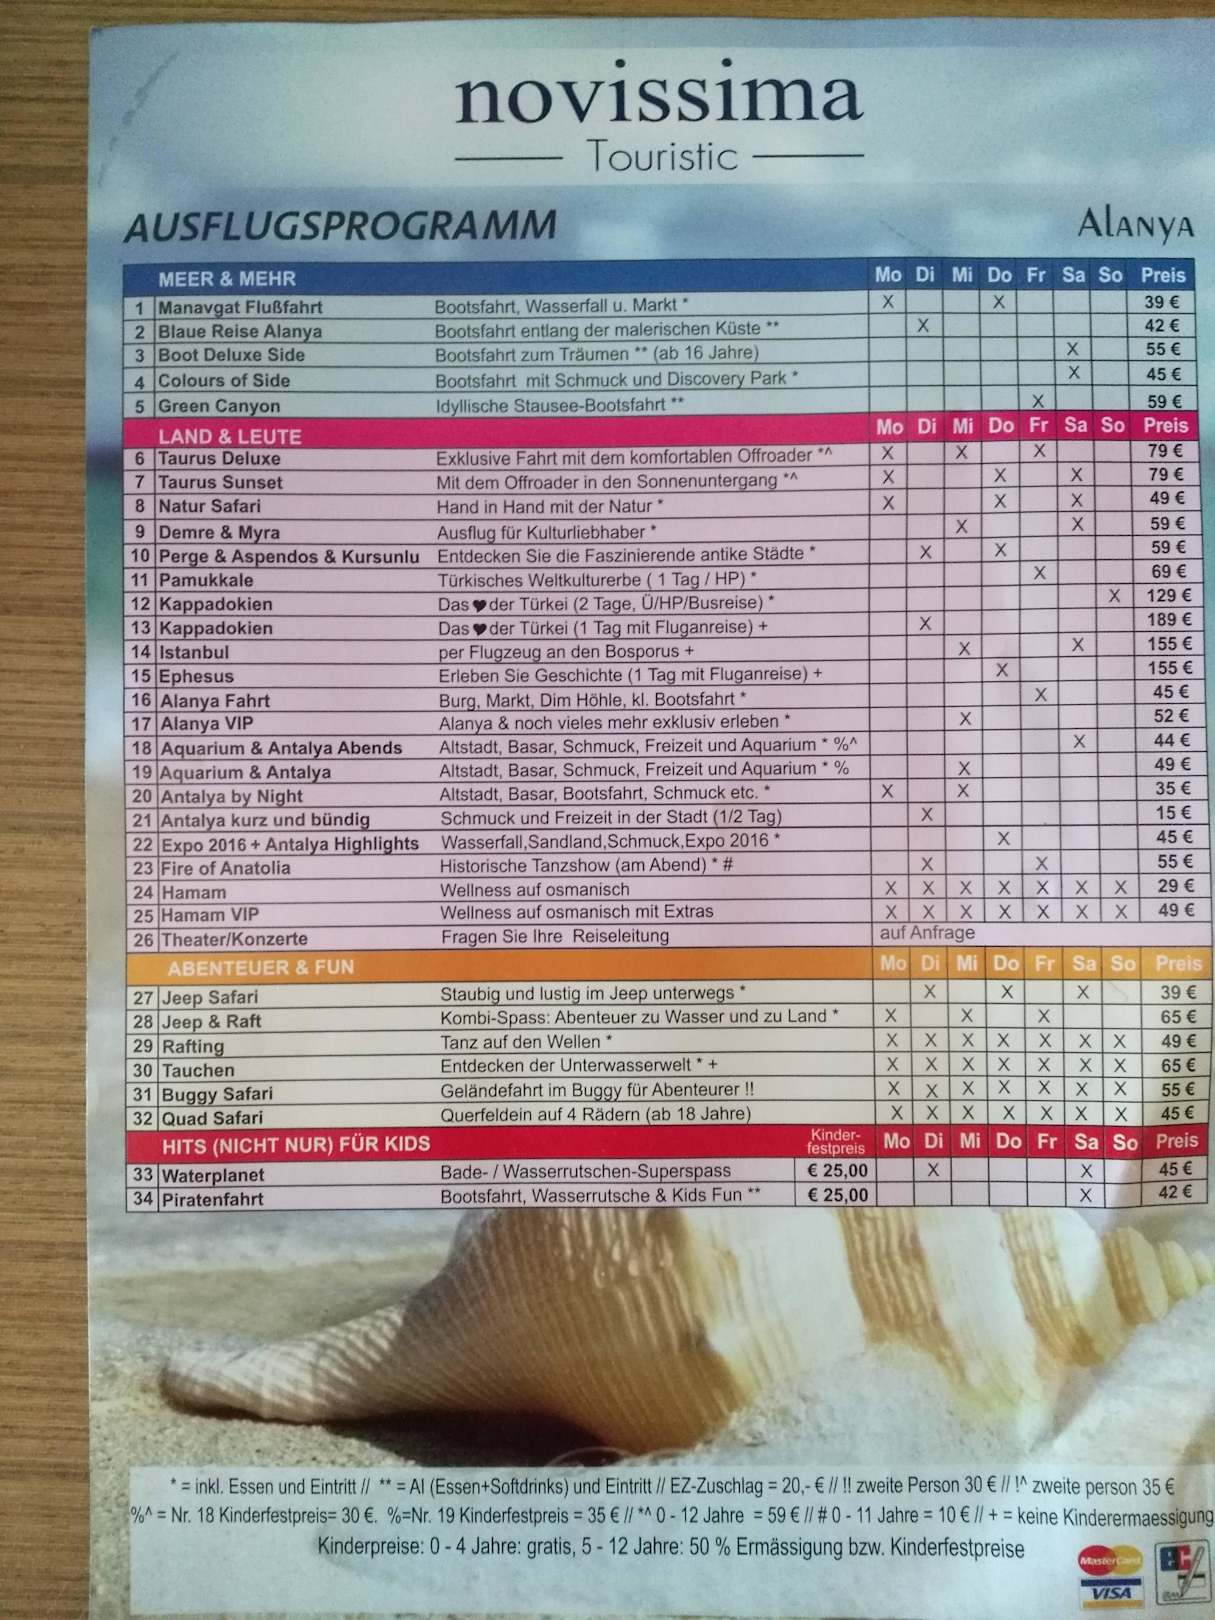 novissima
Touristic
AUSFLUGSPROGRAMM Alanya
MEER & MEHR Mo Di Mi Do Fr Sa So Preis
1 Manavgat Flußfahrt Bootsfahrt, Wasserfall u. Markt * X X 39 €
2 Blaue Reise Alanya Bootsfahrt entlang der malerischen Küste ** X 42 €
3 Boot Deluxe Side Bootsfahrt zum Träumen ** (ab 16 Jahre) X 55 €
4 Colours of Side Bootsfahrt mit Schmuck und Discovery Park * X 45 €
5 Green Canyon Idyllische Stausee-Bootsfahrt ** X 59 €
LAND & LEUTE Mo Di Mi Do Fr Sa So Preis
6 Taurus Deluxe Exklusive Fahrt mit dem komfortablen Offroader *^ X X X 79 €
7 Taurus Sunset Mit dem Offroader in den Sonnenuntergang *^ X X X 79 €
8 Natur Safari Hand in Hand mit der Natur * X X X 49 €
9 Demre & Myra Ausflug für Kulturliebhaber * X X 59 €
10 Perge & Aspendos & Kursunlu Entdecken Sie die Faszinierende antike Städte * X X 59 €
11 Pamukkale Türkisches Weltkulturerbe ( 1 Tag / HP) * X 69 €
12 Kappadokien Das ♥ der Türkei (2 Tage, Ü/HP/Busreise) * X 129 €
13 Kappadokien Das ♥ der Türkei (1 Tag mit Fluganreise) + X 189 €
14 Istanbul per Flugzeug an den Bosporus + X X 155 €
15 Ephesus Erleben Sie Geschichte (1 Tag mit Fluganreise) + X 155 €
16 Alanya Fahrt Burg, Markt, Dim Höhle, kl. Bootsfahrt * X 45 €
17 Alanya VIP Alanya & noch vieles mehr exklusiv erleben * X 52 €
18 Aquarium & Antalya Abends Altstadt, Basar, Schmuck, Freizeit und Aquarium * %^ X 44 €
19 Aquarium & Antalya Altstadt, Basar, Schmuck, Freizeit und Aquarium * % X 49 €
20 Antalya by Night Altstadt, Basar, Bootsfahrt, Schmuck etc. * X X 35 €
21 Antalya kurz und bündig Schmuck und Freizeit in der Stadt (1/2 Tag) X 15 €
22 Expo 2016 + Antalya Highlights Wasserfall,Sandland,Schmuck,Expo 2016 * X 45 €
23 Fire of Anatolia Historische Tanzshow (am Abend) * # X X 55 €
24 Hamam Wellness auf osmanisch X X X X X X X 29 €
25 Hamam VIP Wellness auf osmanisch mit Extras X X X X X X X 49 €
26 Theater/Konzerte Fragen Sie Ihre Reiseleitung auf Anfrage
ABENTEUER & FUN Mo Di Mi Do Fr Sa So Preis
27 Jeep Safari Staubig und lustig im Jeep unterwegs * X X X 39 €
28 Jeep & Raft Kombi-Spass: Abenteuer zu Wasser und zu Land * X X X 65 €
29 Rafting Tanz auf den Wellen * X X X X X X X 49 €
30 Tauchen Entdecken der Unterwasserwelt * + X X X X X X X 65 €
31 Buggy Safari Geländefahrt im Buggy für Abenteurer !! X X X X X X X 55 €
32 Quad Safari Querfeldein auf 4 Rädern (ab 18 Jahre) X X X X X X X 45 €
HITS (NICHT NUR) FÜR KIDS Kinder-festpreis Mo Di Mi Do Fr Sa So Preis
33 Waterplanet Bade- / Wasserrutschen-Superspass € 25,00 X X 45 €
34 Piratenfahrt Bootsfahrt, Wasserrutsche & Kids Fun ** € 25,00 X 42 €
* = inkl. Essen und Eintritt // ** = AI (Essen+Softdrinks) und Eintritt // EZ-Zuschlag = 20,- € // !! zweite Person 30 € // !^ zweite person 35 €
%^ = Nr. 18 Kinderfestpreis= 30 €. %=Nr. 19 Kinderfestpreis = 35 € // *^ 0 - 12 Jahre = 59 € // # 0 - 11 Jahre = 10 € // + = keine Kinderermaessigung
Kinderpreise: 0 - 4 Jahre: gratis, 5 - 12 Jahre: 50 % Ermässigung bzw. Kinderfestpreise
MasterCard
VISA